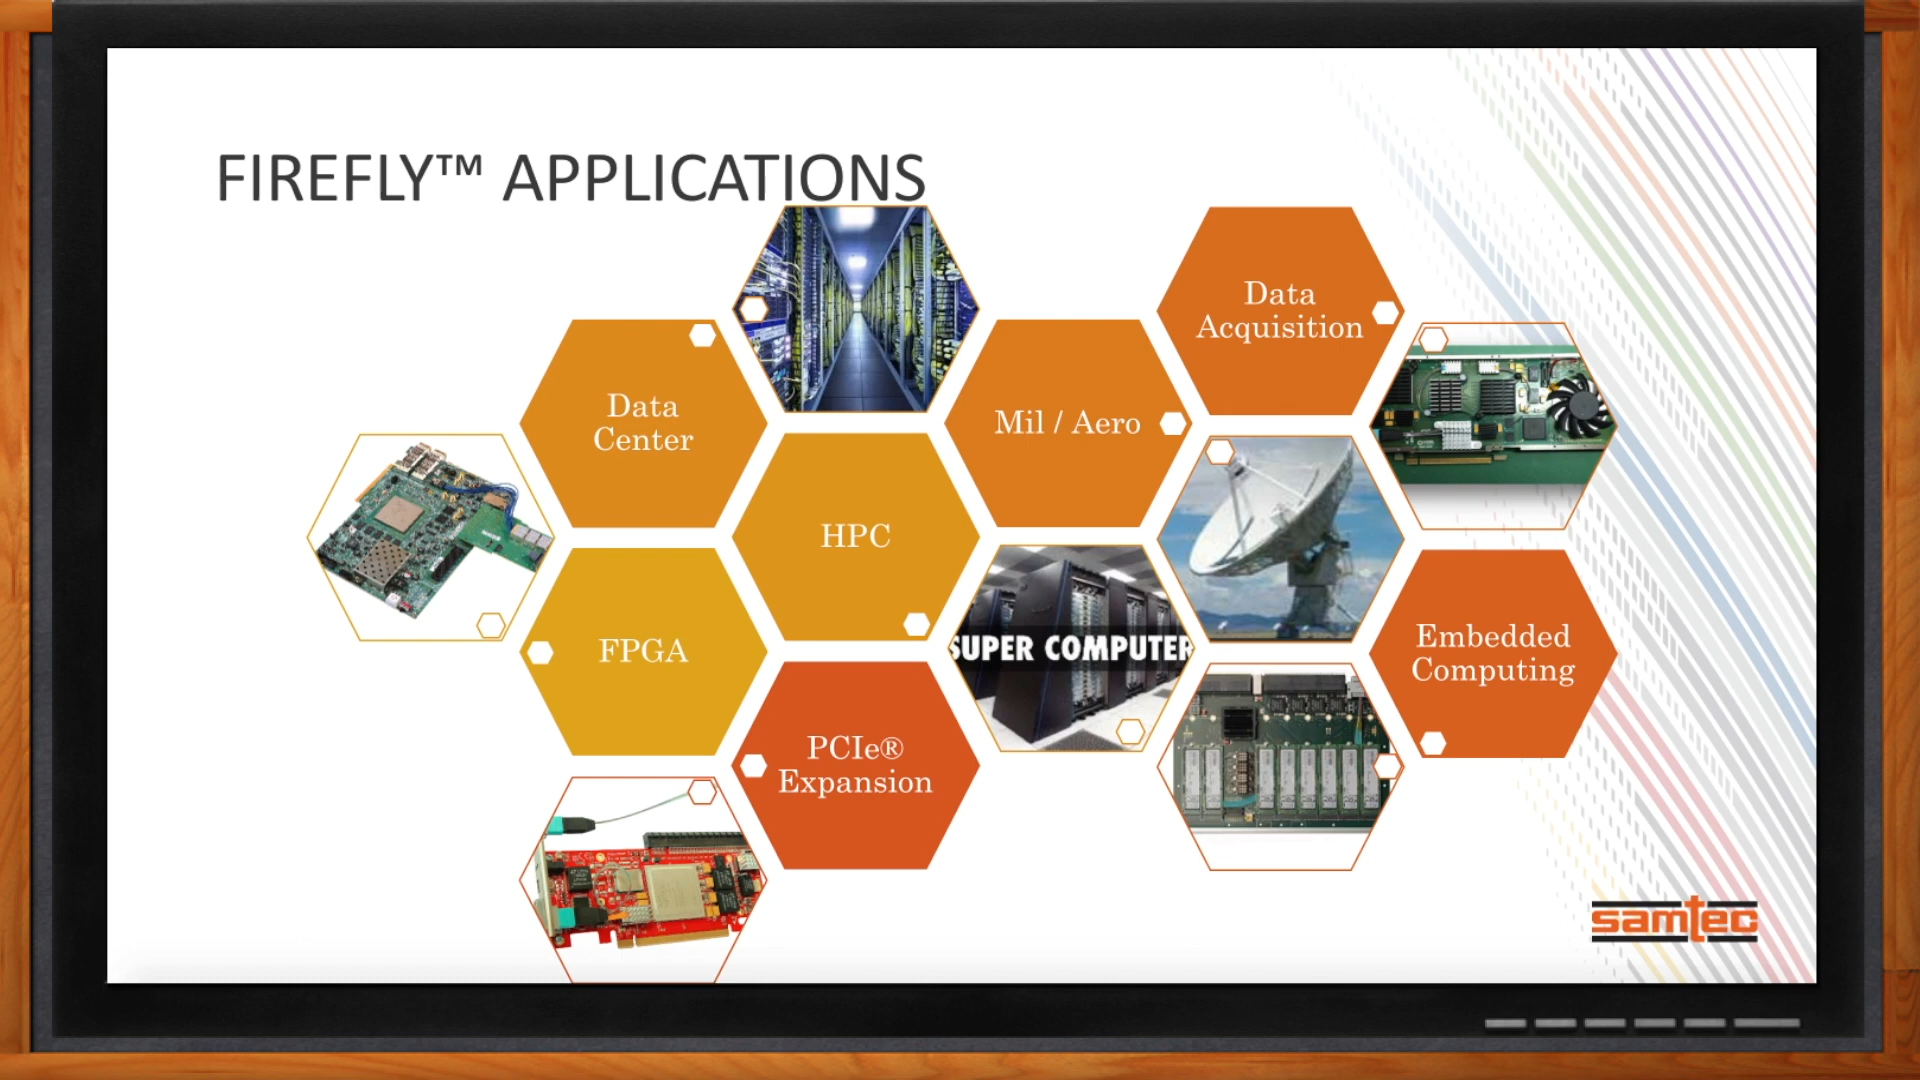 FIREFLY™ APPLICATIONS
Data
Acquisition
Data
Center
Mil / Aero
HPC
FPGA
SUPER COMPUTER
Embedded
Computing
PCIe®
Expansion
samtec